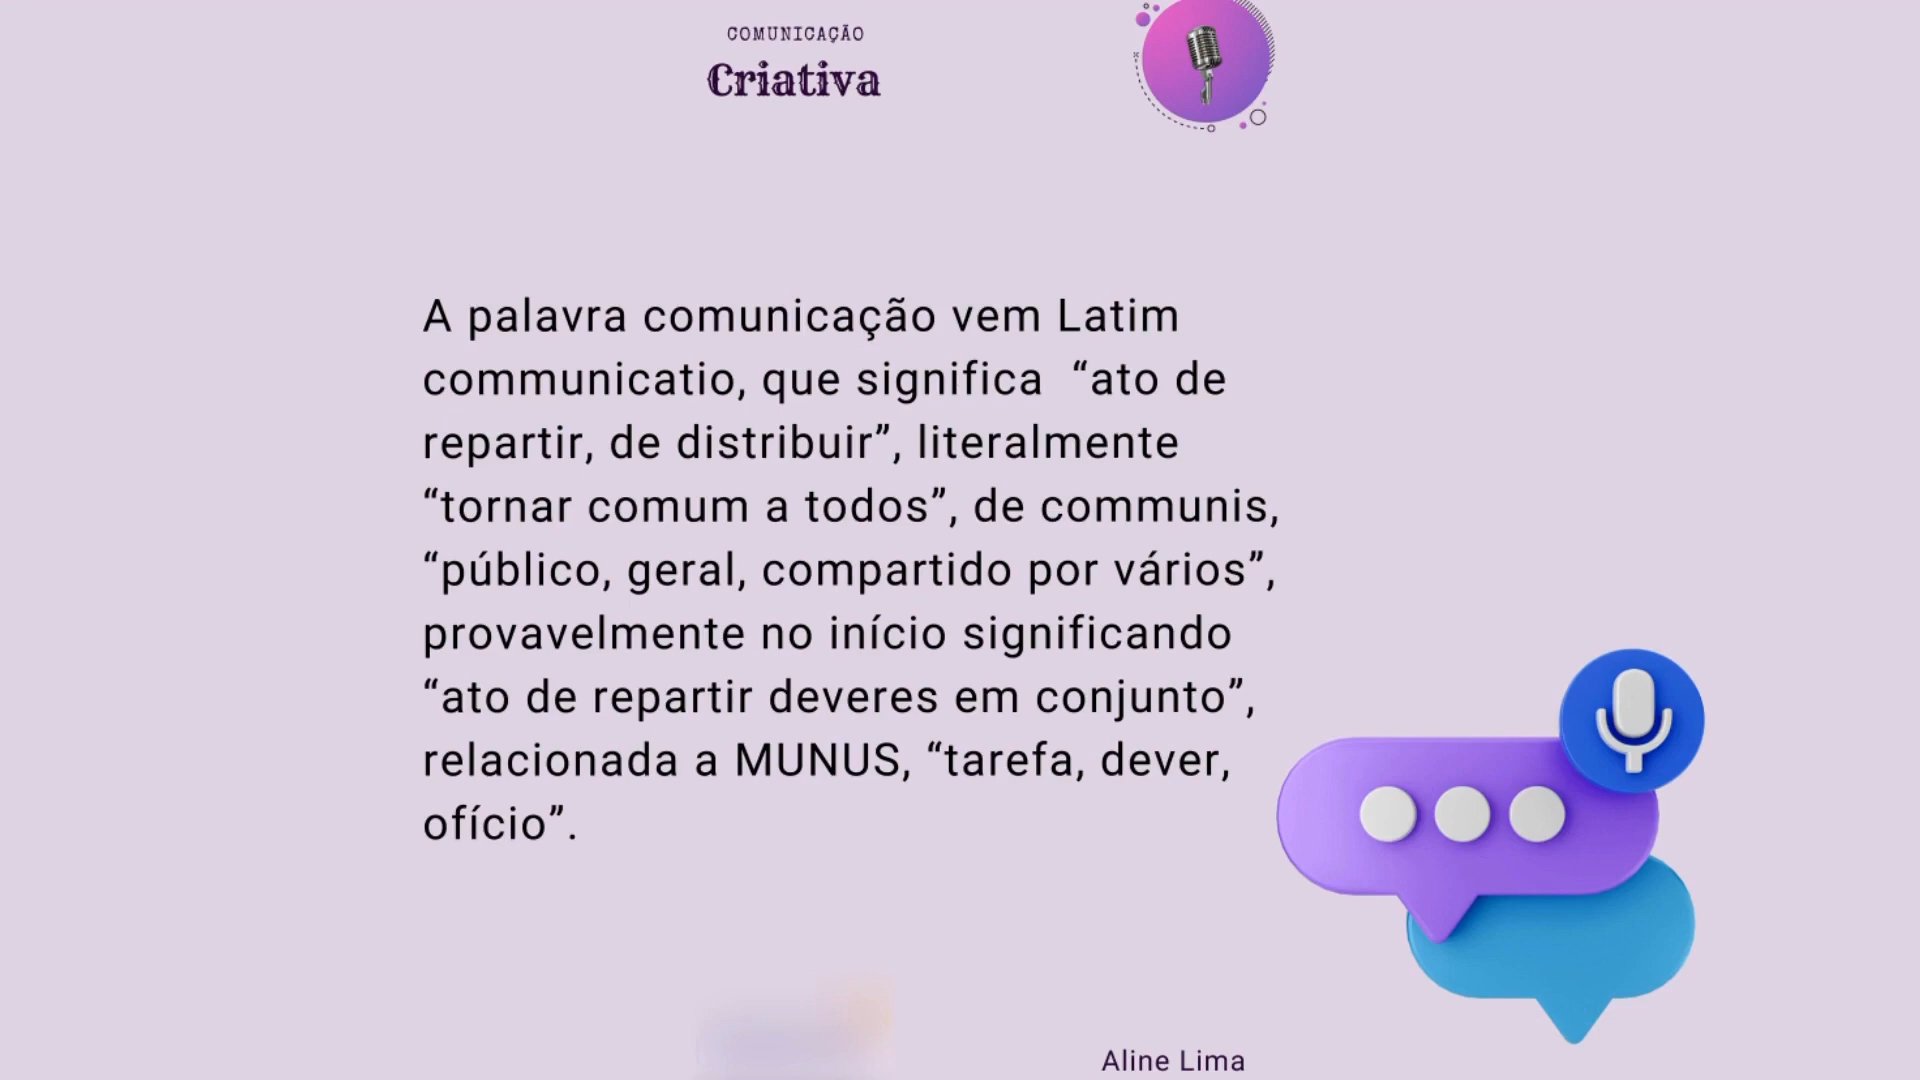 COMUNICAÇÃO
Criativa
A palavra comunicação vem Latim
communicatio, que significa “ato de
repartir, de distribuir”, literalmente
“tornar comum a todos”, de communis,
“público, geral, compartido por vários”,
provavelmente no início significando
“ato de repartir deveres em conjunto”,
relacionada a MUNUS, “tarefa, dever,
ofício”.
Aline Lima